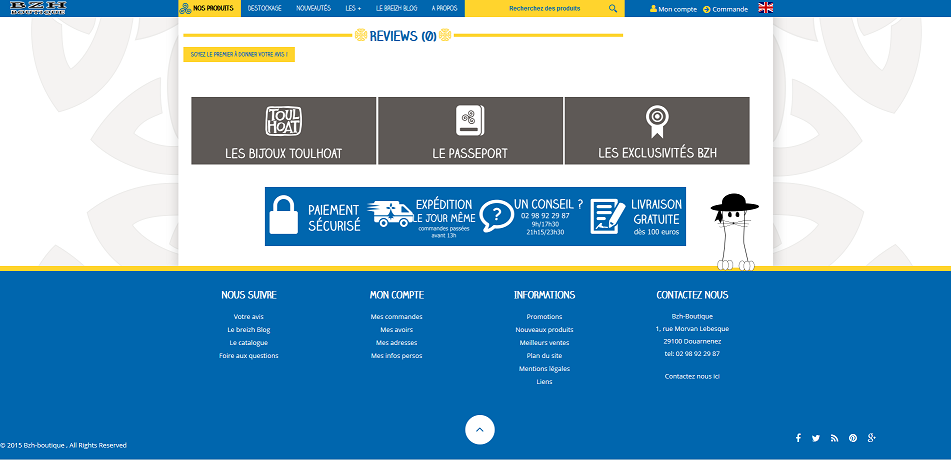 BZH
BOUTIQUE
NOS PRODUITS
DESTOCKAGE
NOUVEAUTÉS
LES +
LE BREIZH BLOG
A PROPOS
Recherchez des produits
Mon compte
Commande
REVIEWS (0)
SOYEZ LE PREMIER À DONNER VOTRE AVIS !
TOUL
HOAT
LES BIJOUX TOULHOAT
LE PASSEPORT
LES EXCLUSIVITÉS BZH
PAIEMENT
SÉCURISÉ
EXPÉDITION
LE JOUR MÊME
commandes passées
avant 13h
?
UN CONSEIL ?
02 98 92 29 87
9h/17h30
21h15/23h30
LIVRAISON
GRATUITE
dès 100 euros
NOUS SUIVRE
Votre avis
Le breizh Blog
Le catalogue
Foire aux questions
MON COMPTE
Mes commandes
Mes avoirs
Mes adresses
Mes infos persos
INFORMATIONS
Promotions
Nouveaux produits
Meilleurs ventes
Plan du site
Mentions légales
Liens
CONTACTEZ NOUS
Bzh-Boutique
1, rue Morvan Lebesque
29100 Douarnenez
tel: 02 98 92 29 87
Contactez nous ici
© 2015 Bzh-boutique . All Rights Reserved